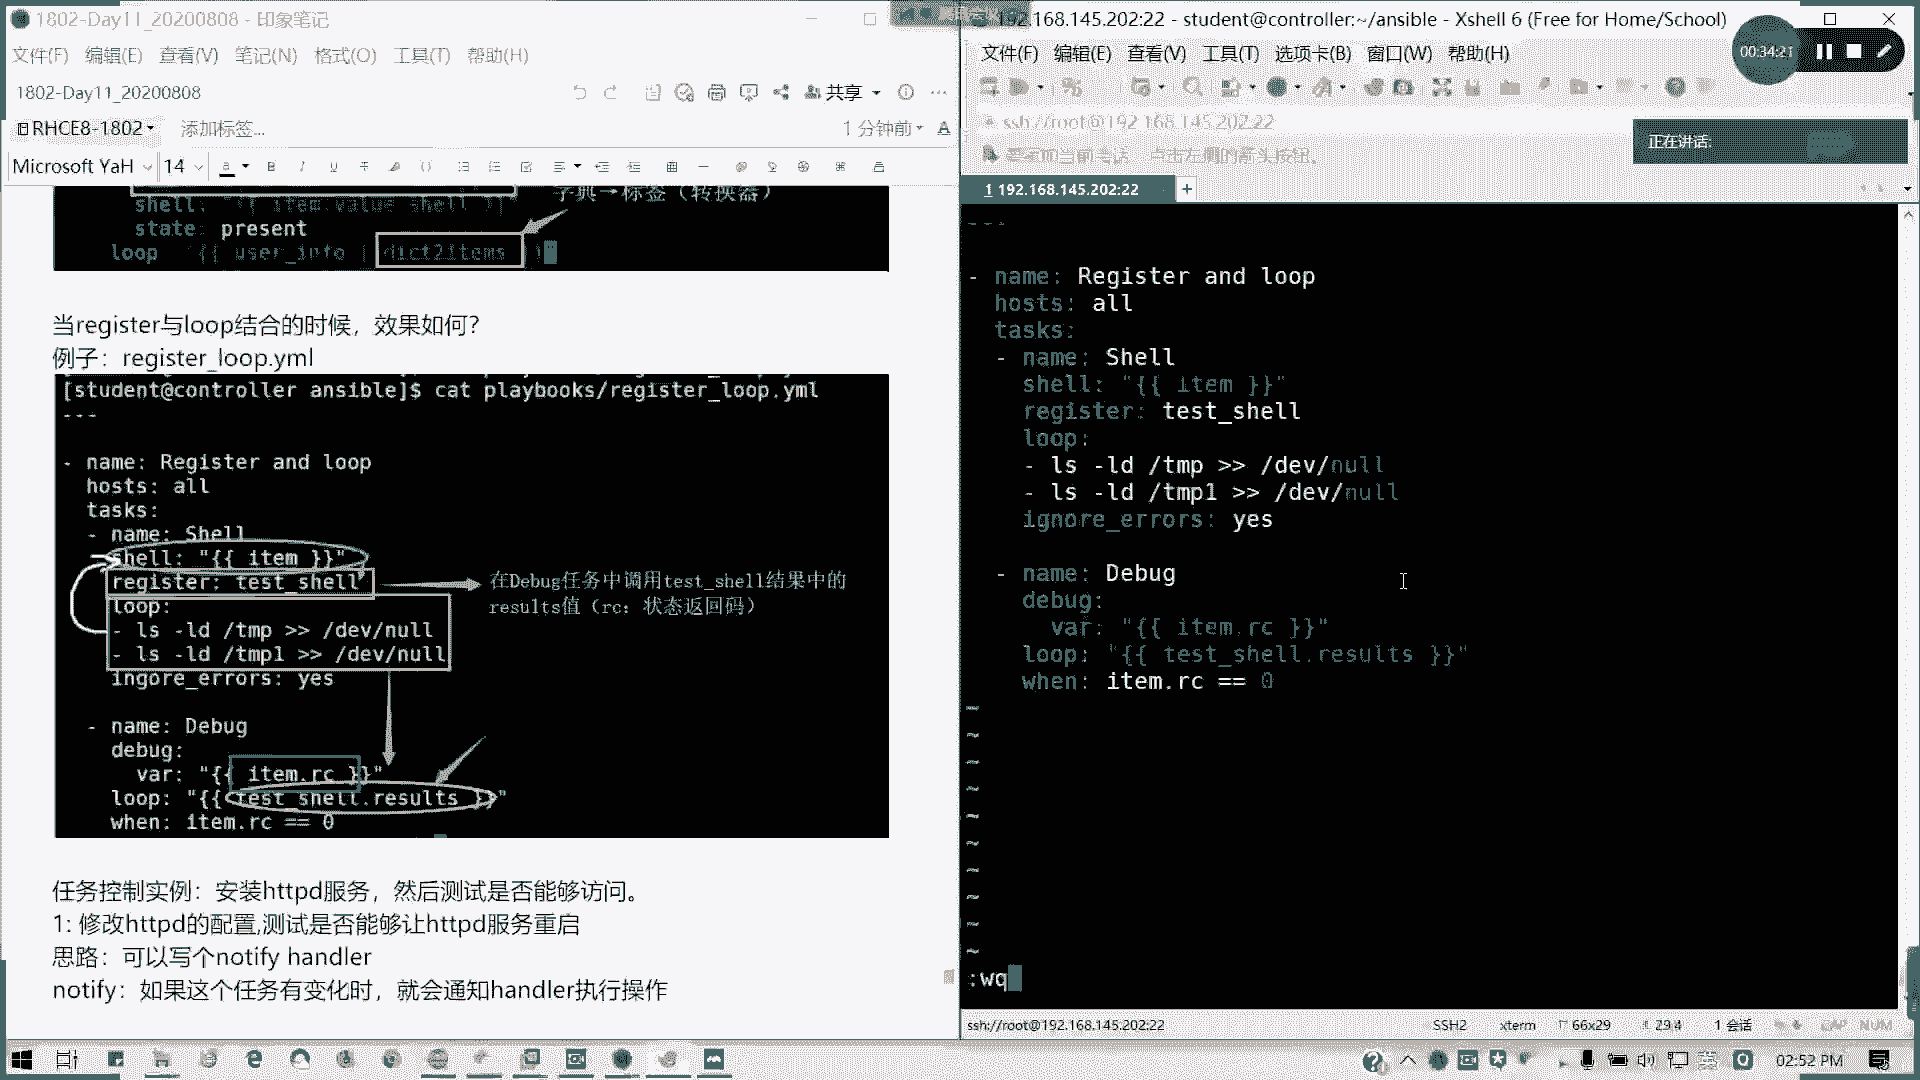 1802-Day11_20200808 - 印象笔记
文件(F) 编辑(E) 查看(V) 笔记(N) 格式(O) 工具(T) 帮助(H)
1802-Day11_20200808
共享
RHCE8-1802
添加标签...
1 分钟前
Microsoft YaH
14
字典→标签（转换器）
shell: "{{ item.value.shell }}"
state: present
loop "{{ user_info | dict2items }}
当register与loop结合的时候，效果如何？
例子：register_loop.yml
[student@controller ansible]$ cat playbooks/register_loop.yml
---
- name: Register and loop
hosts: all
tasks:
- name: Shell
shell: "{{ item }}"
register: test_shell
loop:
- ls -ld /tmp >> /dev/null
- ls -ld /tmp1 >> /dev/null
ingore_errors: yes
在Debug任务中调用test_shell结果中的
results值（rc：状态返回码）
- name: Debug
debug:
var: "{{ item.rc }}"
loop: "{{ test_shell.results }}"
when: item.rc == 0
任务控制实例：安装httpd服务，然后测试是否能够访问。
1: 修改httpd的配置,测试是否能够让httpd服务重启
思路：可以写个notify handler
notify：如果这个任务有变化时，就会通知handler执行操作
192.168.145.202:22 - student@controller:~/ansible - Xshell 6 (Free for Home/School)
文件(F) 编辑(E) 查看(V) 工具(T) 选项卡(B) 窗口(W) 帮助(H)
00:34:21
ssh://root@192.168.145.202:22
要添加当前会话，点击左侧的箭头按钮。
正在讲话:
1 192.168.145.202:22
---
- name: Register and loop
hosts: all
tasks:
- name: Shell
shell: "{{ item }}"
register: test_shell
loop:
- ls -ld /tmp >> /dev/null
- ls -ld /tmp1 >> /dev/null
ignore_errors: yes
- name: Debug
debug:
var: "{{ item.rc }}"
loop: "{{ test_shell.results }}"
when: item.rc == 0
~
~
~
~
~
~
~
~
~
~
:wq
ssh://root@192.168.145.202:22
SSH2
xterm
66x29
29,4
1 会话
CAP NUM
02:52 PM